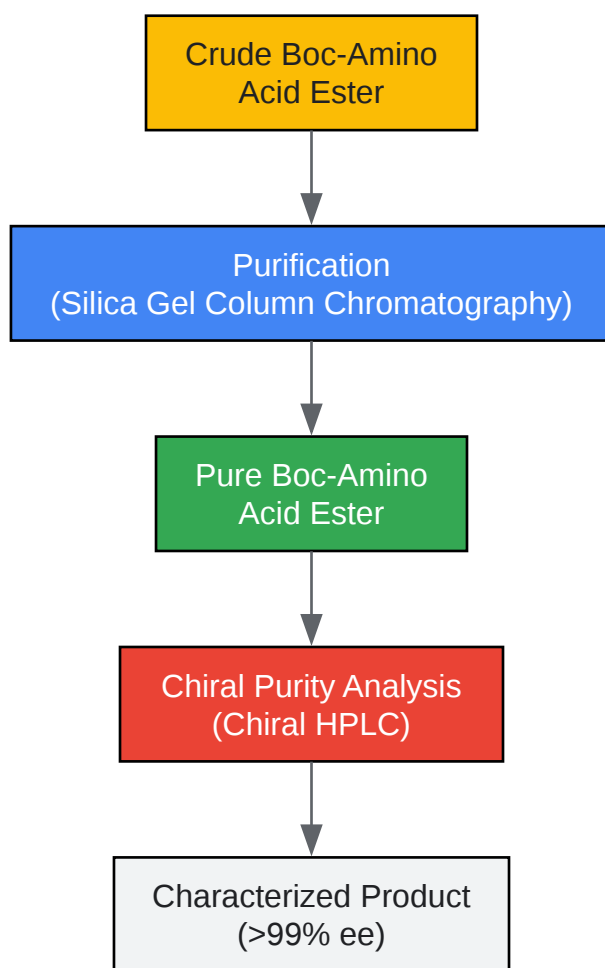 Crude Boc-Amino
Acid Ester
Purification
(Silica Gel Column Chromatography)
Pure Boc-Amino
Acid Ester
Chiral Purity Analysis
(Chiral HPLC)
Characterized Product
(>99% ee)